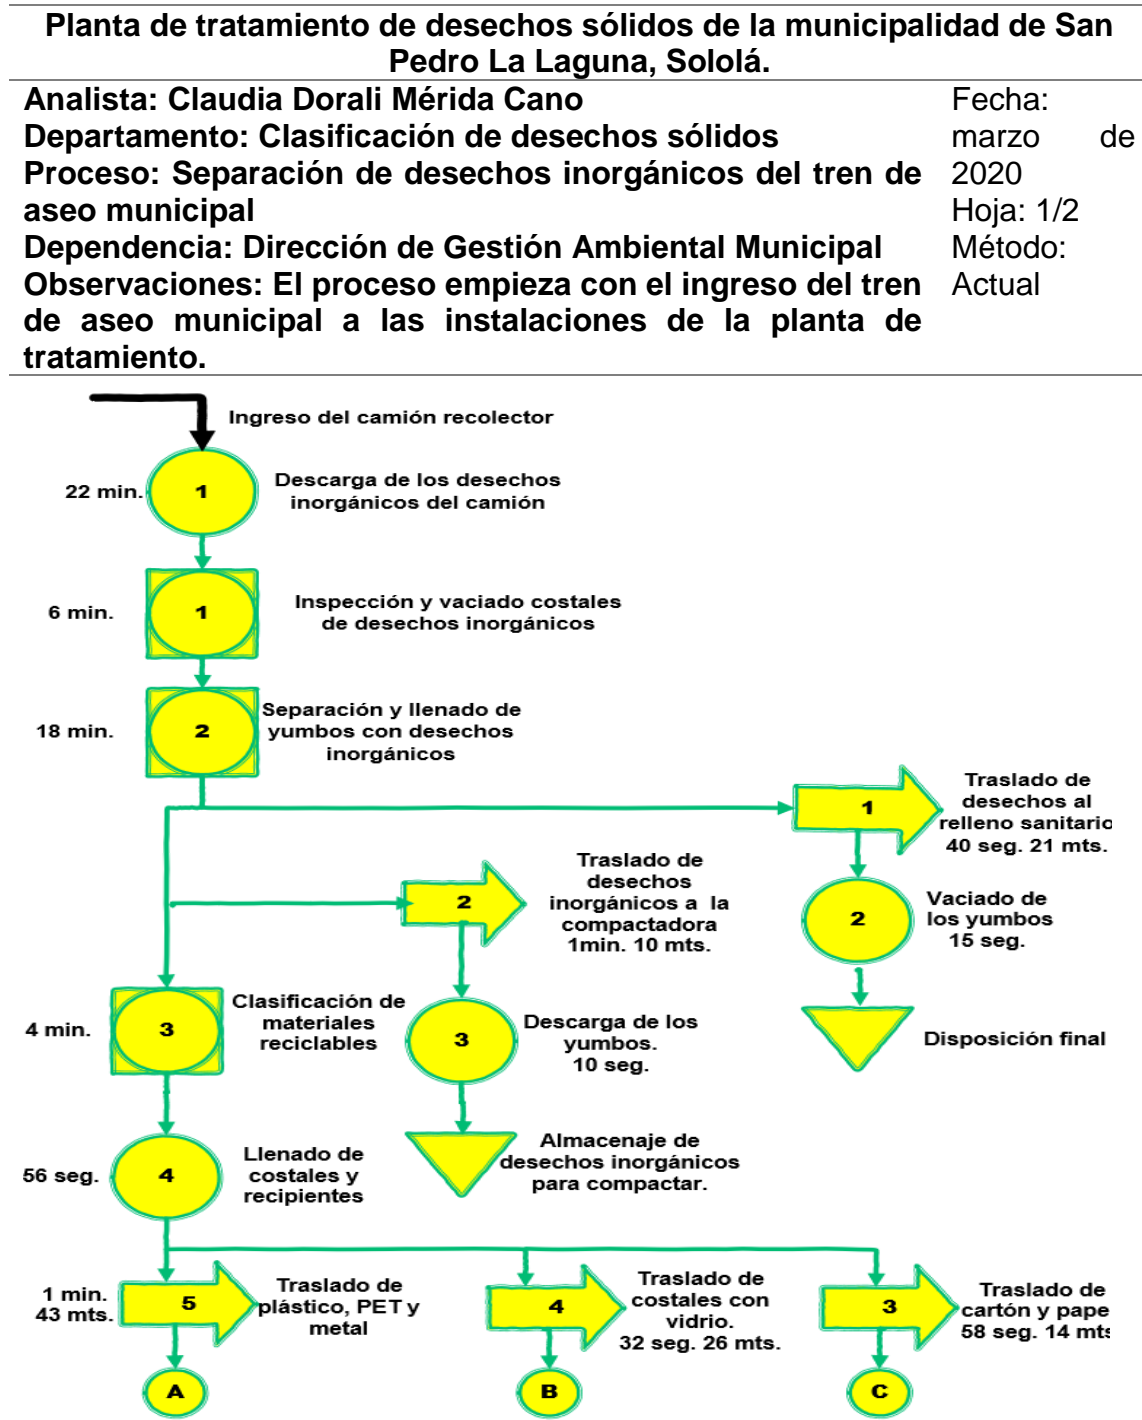 Planta de tratamiento de desechos sólidos de la municipalidad de San
Pedro La Laguna, Sololá.
Analista: Claudia Dorali Mérida Cano
Departamento: Clasificación de desechos sólidos
Proceso: Separación de desechos inorgánicos del tren de
aseo municipal
Dependencia: Dirección de Gestión Ambiental Municipal
Observaciones: El proceso empieza con el ingreso del tren
de aseo municipal a las instalaciones de la planta de
tratamiento.
Fecha:
marzo de
2020
Hoja: 1/2
Método:
Actual
Ingreso del camión recolector
22 min.
1
Descarga de los desechos
inorgánicos del camión
6 min.
1
Inspección y vaciado costales
de desechos inorgánicos
18 min.
2
Separación y llenado de
yumbos con desechos
inorgánicos
1
Traslado de
desechos al
relleno sanitario
40 seg. 21 mts.
2
Traslado de
desechos
inorgánicos a la
compactadora
1min. 10 mts.
2
Vaciado de
los yumbos
15 seg.
4 min.
3
Clasificación de
materiales
reciclables
3
Descarga de los
yumbos.
10 seg.
Disposición final
56 seg.
4
Llenado de
costales y
recipientes
Almacenaje de
desechos inorgánicos
para compactar.
1 min.
43 mts.
5
Traslado de
plástico, PET y
metal
4
Traslado de
costales con
vidrio.
32 seg. 26 mts.
3
Traslado de
cartón y pape
58 seg. 14 mts
A
B
C